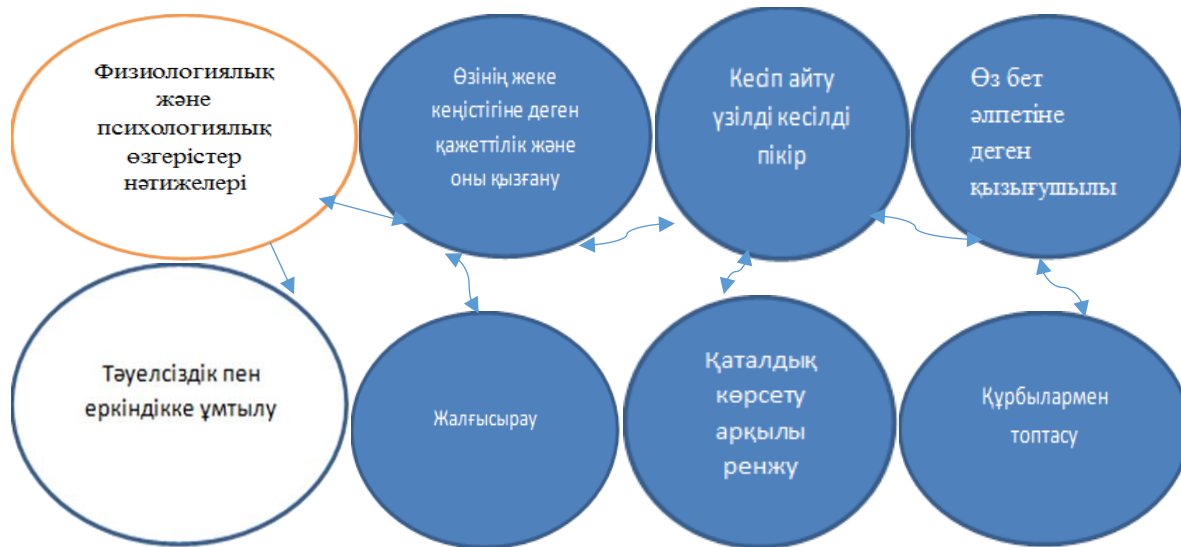 Физиологиялық
және
психологиялық
өзгерістер
нәтижелері
Өзінің жеке
кеңістігіне деген
қажеттілік және
оны қызғану
Кесіп айту
үзілді кесілді
пікір
Өз бет
әлпетіне
деген
қызығушылы
Тәуелсіздік пен
еркіндікке ұмтылу
Жалғысырау
Қаталдық
көрсету
арқылы
ренжу
Құрбылармен
топтасу